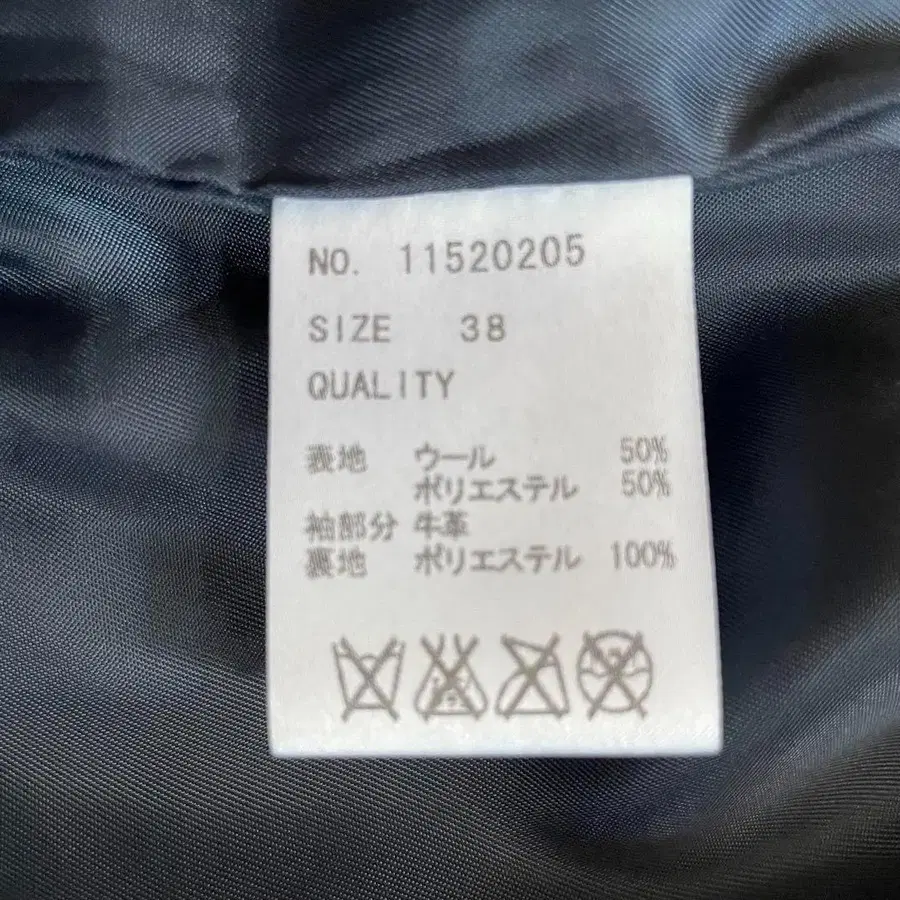 NO. 11520205
SIZE 38
QUALITY
表地 ウール 50%
ポリエステル 50%
袖部分 牛革
裏地 ポリエステル 100%